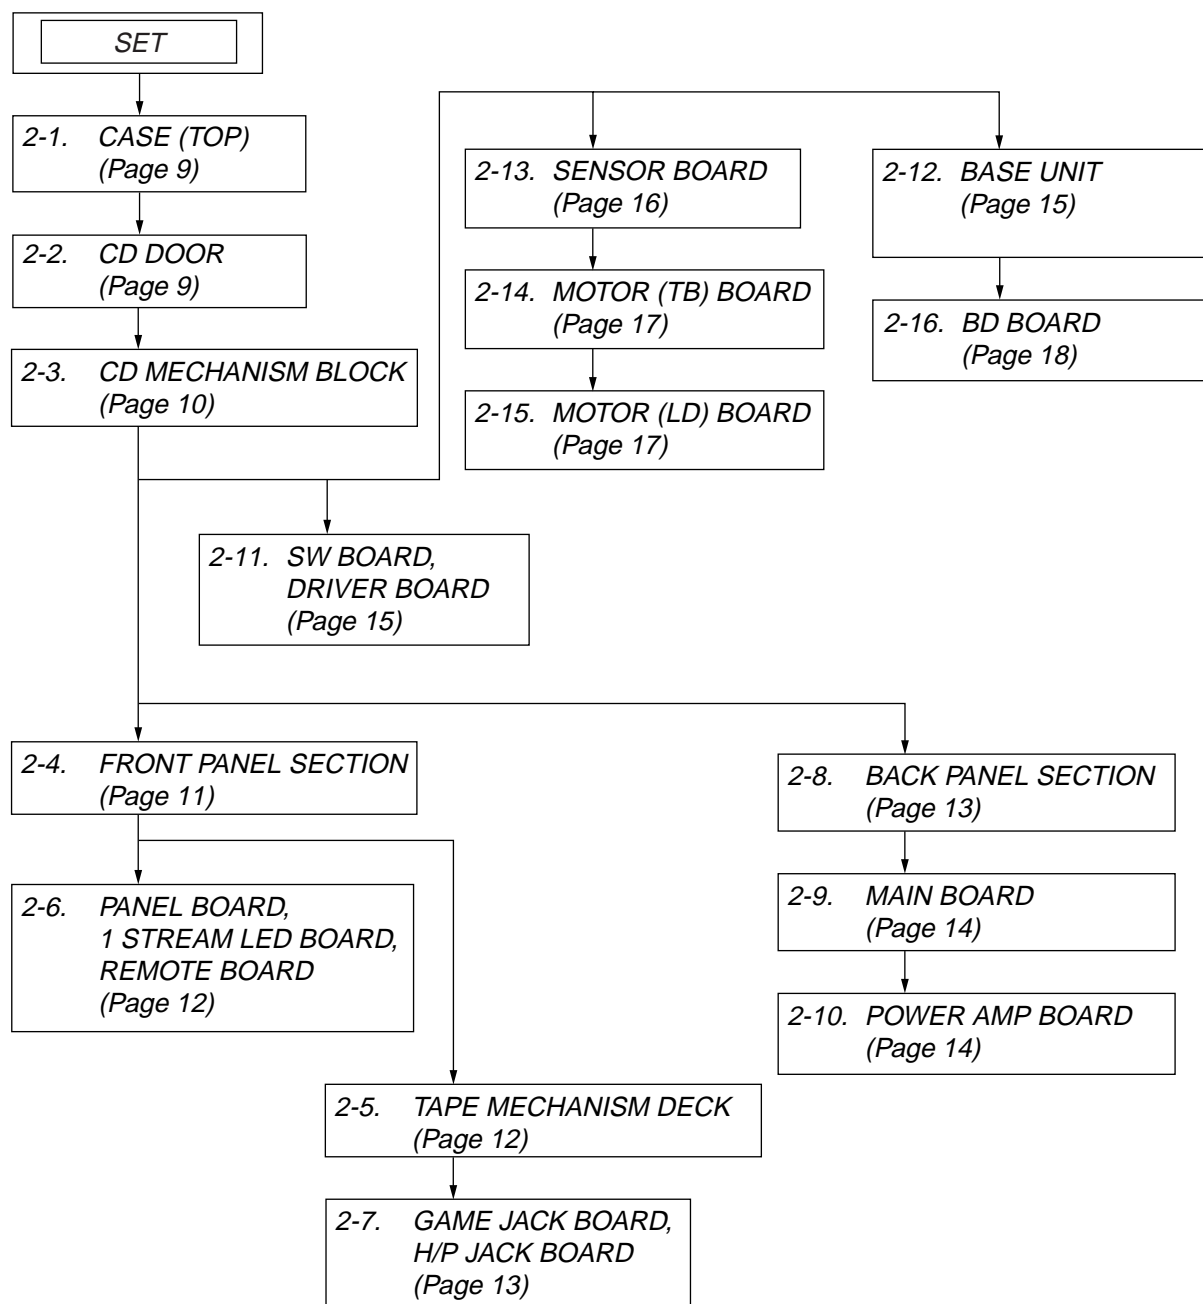 SET
2-1. CASE (TOP)
(Page 9)
2-2. CD DOOR
(Page 9)
2-3. CD MECHANISM BLOCK
(Page 10)
2-13. SENSOR BOARD
(Page 16)
2-14. MOTOR (TB) BOARD
(Page 17)
2-15. MOTOR (LD) BOARD
(Page 17)
2-12. BASE UNIT
(Page 15)
2-16. BD BOARD
(Page 18)
2-11. SW BOARD,
DRIVER BOARD
(Page 15)
2-4. FRONT PANEL SECTION
(Page 11)
2-6. PANEL BOARD,
1 STREAM LED BOARD,
REMOTE BOARD
(Page 12)
2-5. TAPE MECHANISM DECK
(Page 12)
2-7. GAME JACK BOARD,
H/P JACK BOARD
(Page 13)
2-8. BACK PANEL SECTION
(Page 13)
2-9. MAIN BOARD
(Page 14)
2-10. POWER AMP BOARD
(Page 14)